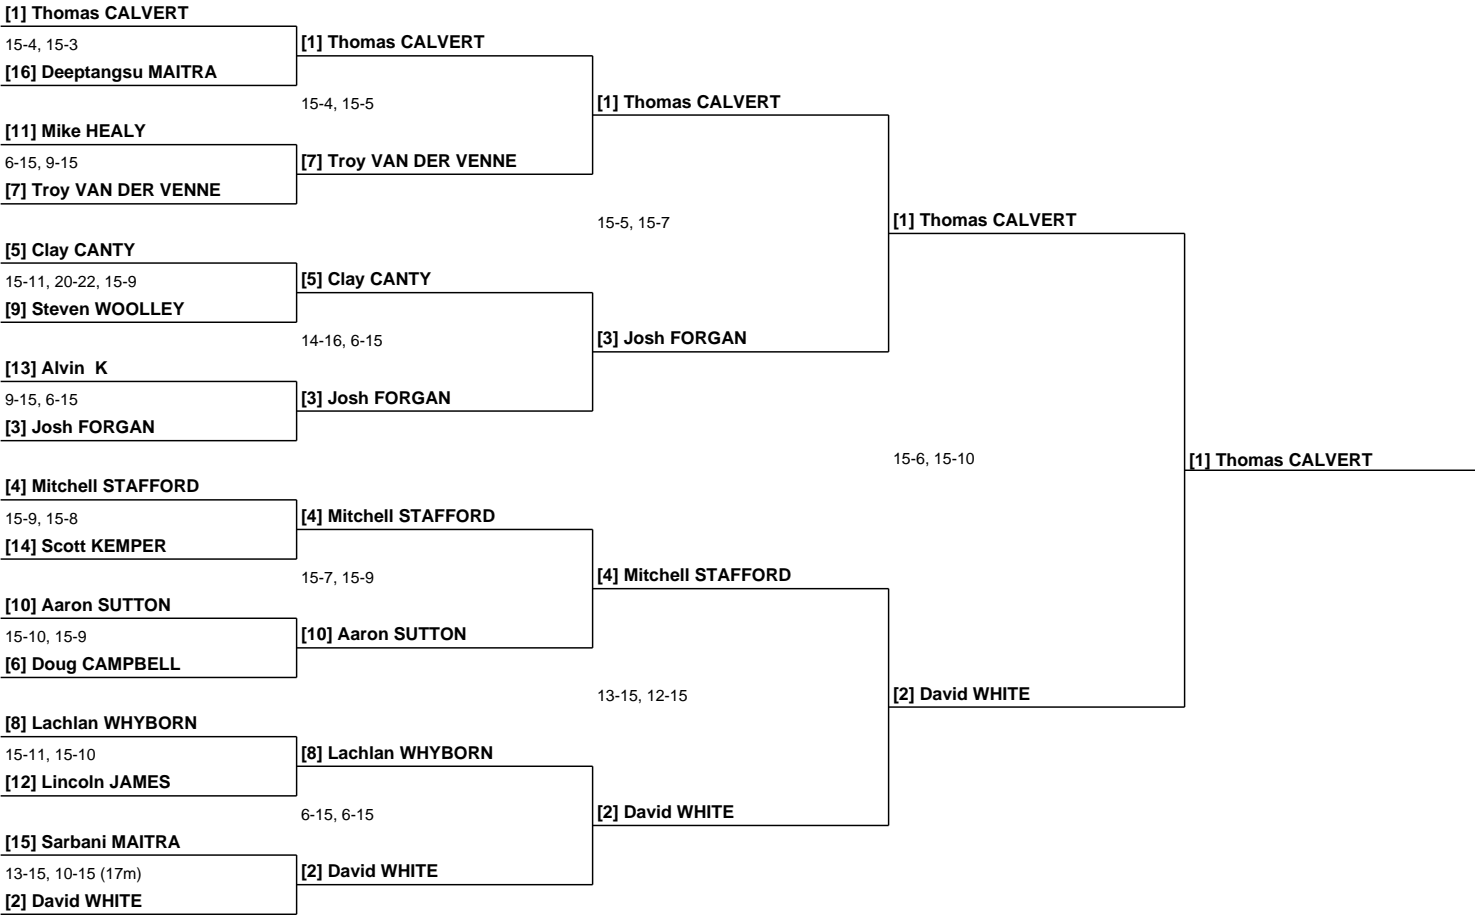 [1] Thomas CALVERT
15-4, 15-3
[1] Thomas CALVERT
[16] Deeptangsu MAITRA
15-4, 15-5
[1] Thomas CALVERT
[11] Mike HEALY
6-15, 9-15
[7] Troy VAN DER VENNE
[7] Troy VAN DER VENNE
15-5, 15-7
[1] Thomas CALVERT
[5] Clay CANTY
15-11, 20-22, 15-9
[5] Clay CANTY
[9] Steven WOOLLEY
14-16, 6-15
[3] Josh FORGAN
[13] Alvin  K
9-15, 6-15
[3] Josh FORGAN
[3] Josh FORGAN
15-6, 15-10
[1] Thomas CALVERT
[4] Mitchell STAFFORD
15-9, 15-8
[4] Mitchell STAFFORD
[14] Scott KEMPER
15-7, 15-9
[4] Mitchell STAFFORD
[10] Aaron SUTTON
15-10, 15-9
[10] Aaron SUTTON
[6] Doug CAMPBELL
13-15, 12-15
[2] David WHITE
[8] Lachlan WHYBORN
15-11, 15-10
[8] Lachlan WHYBORN
[12] Lincoln JAMES
6-15, 6-15
[2] David WHITE
[15] Sarbani MAITRA
13-15, 10-15 (17m)
[2] David WHITE
[2] David WHITE